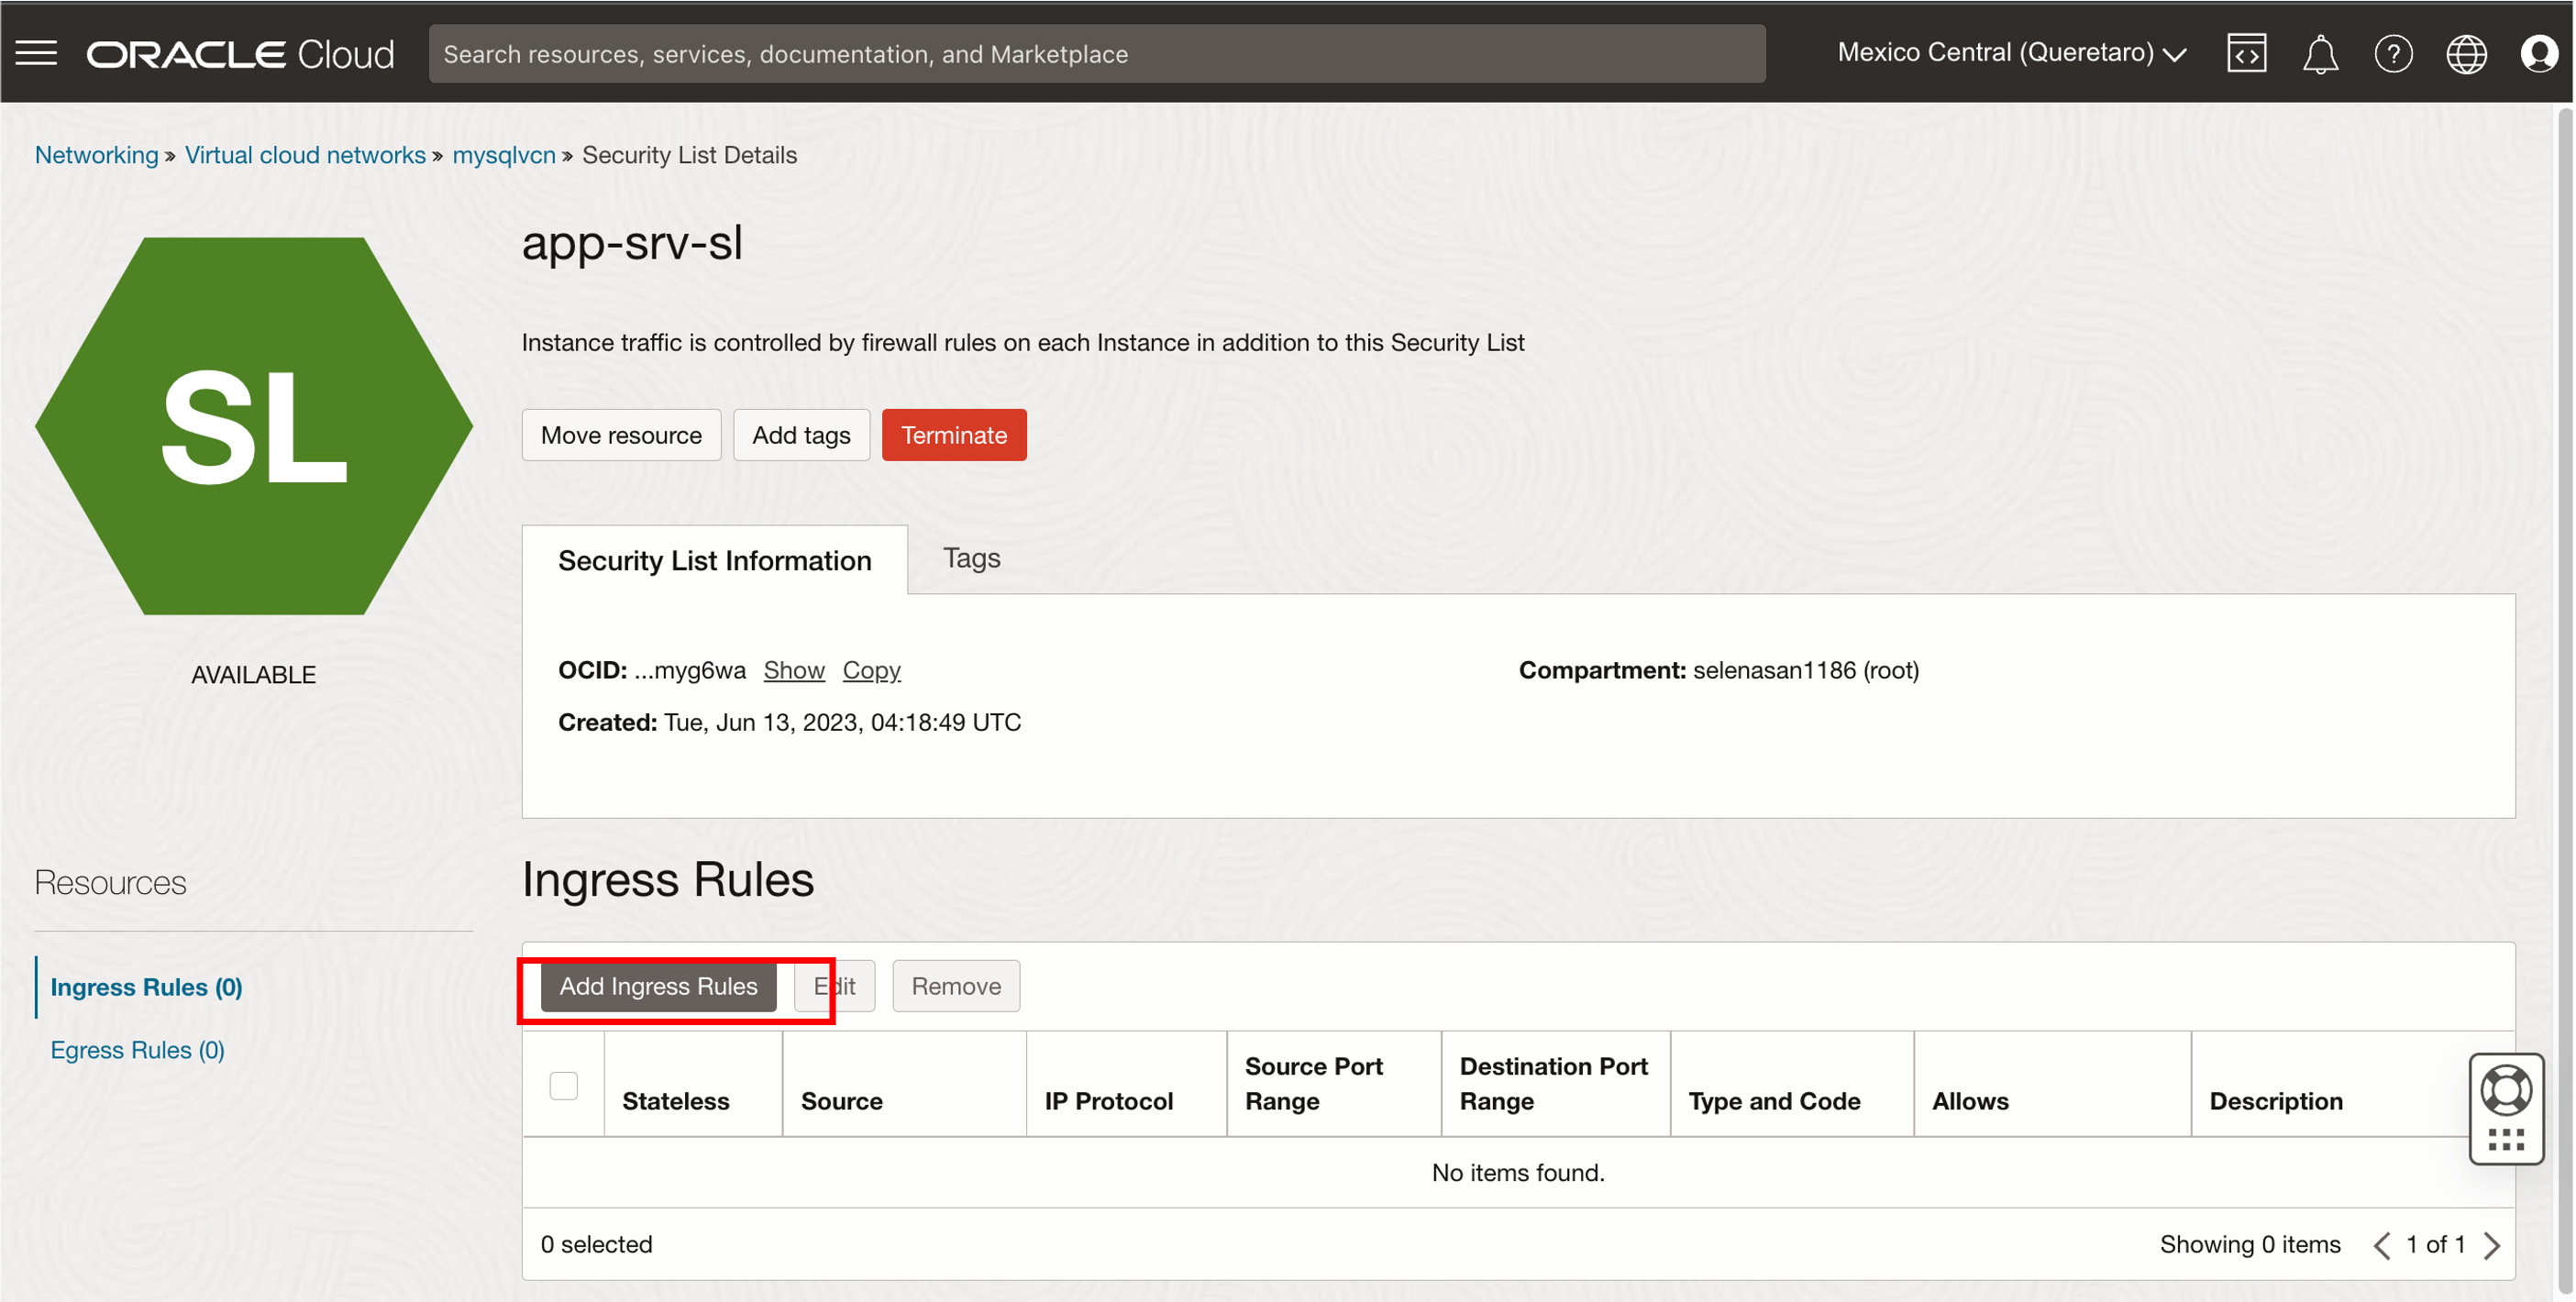 ORACLE Cloud
Search resources, services, documentation, and Marketplace
Mexico Central (Queretaro)
Networking » Virtual cloud networks » mysqlvcn » Security List Details
SL
AVAILABLE
app-srv-sl
Instance traffic is controlled by firewall rules on each Instance in addition to this Security List
Move resource Add tags Terminate
Security List Information Tags
OCID: ...myg6wa Show Copy
Compartment: selenasan1186 (root)
Created: Tue, Jun 13, 2023, 04:18:49 UTC
Resources
Ingress Rules (0)
Egress Rules (0)
Ingress Rules
Add Ingress Rules Edit Remove
Stateless Source IP Protocol Source Port Range Destination Port Range Type and Code Allows Description
No items found.
0 selected
Showing 0 items 1 of 1